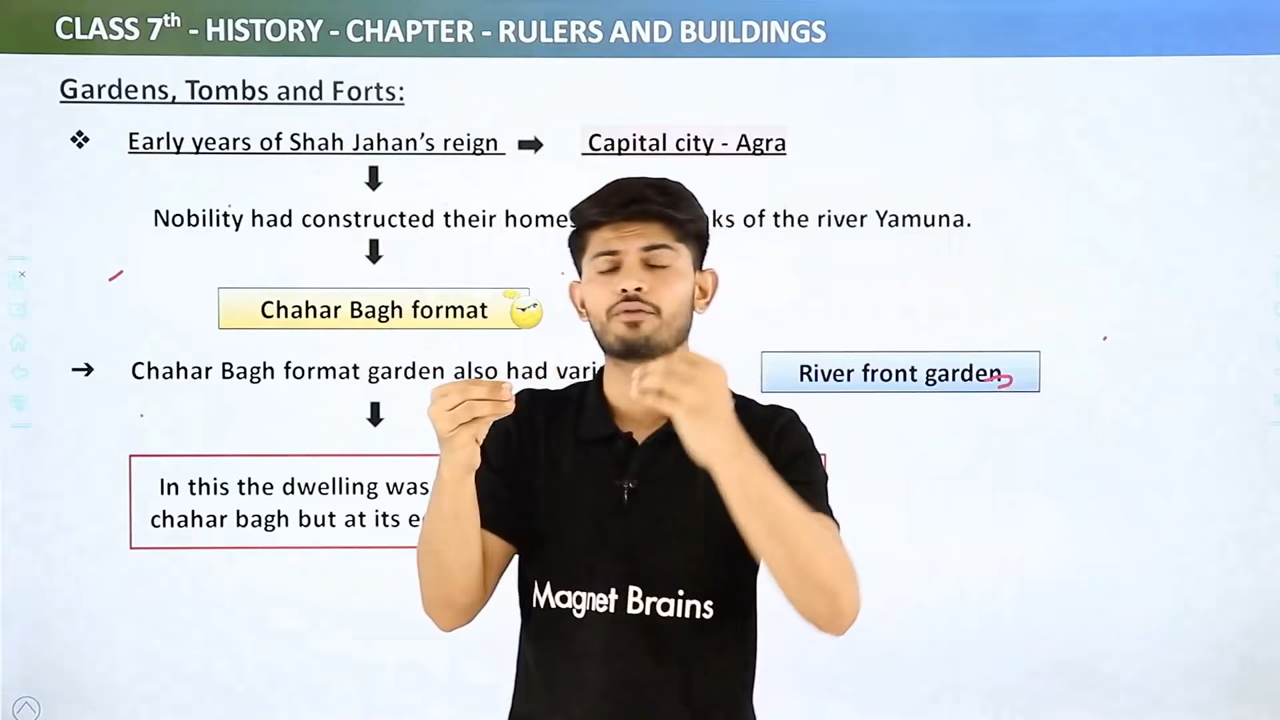 CLASS 7th - HISTORY - CHAPTER - RULERS AND BUILDINGS
Gardens, Tombs and Forts:
❖ Early years of Shah Jahan's reign ➡ Capital city - Agra
Nobility had constructed their homes of the river Yamuna.
Chahar Bagh format
➔ Chahar Bagh format garden also had River front garden
In this the dwelling was
chahar bagh but at its
Magnet Brains